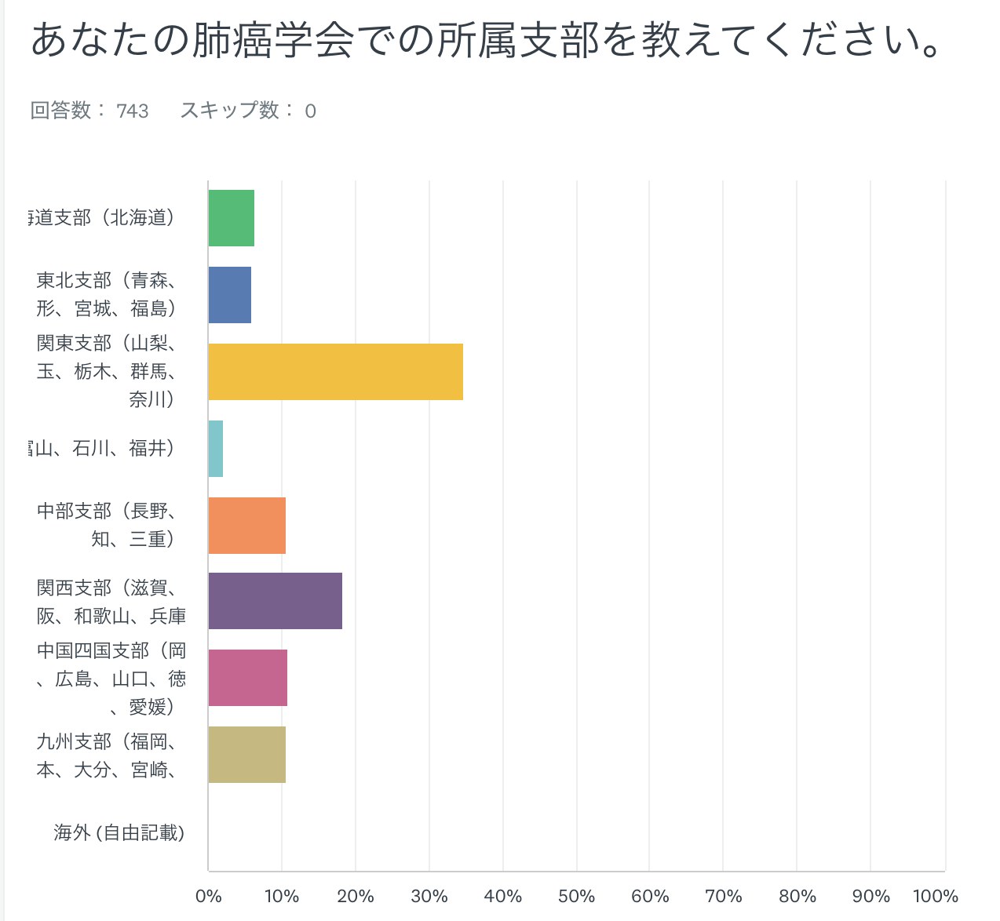 あなたの肺癌学会での所属支部を教えてください。
回答数： 743 スキップ数： 0
道支部（北海道）
東北支部（青森、
形、宮城、福島）
関東支部（山梨、
玉、栃木、群馬、
奈川）
山、石川、福井）
中部支部（長野、
知、三重）
関西支部（滋賀、
阪、和歌山、兵庫
中国四国支部（岡
、広島、山口、徳
、愛媛）
九州支部（福岡、
本、大分、宮崎、
海外 (自由記載)
0% 10% 20% 30% 40% 50% 60% 70% 80% 90% 100%